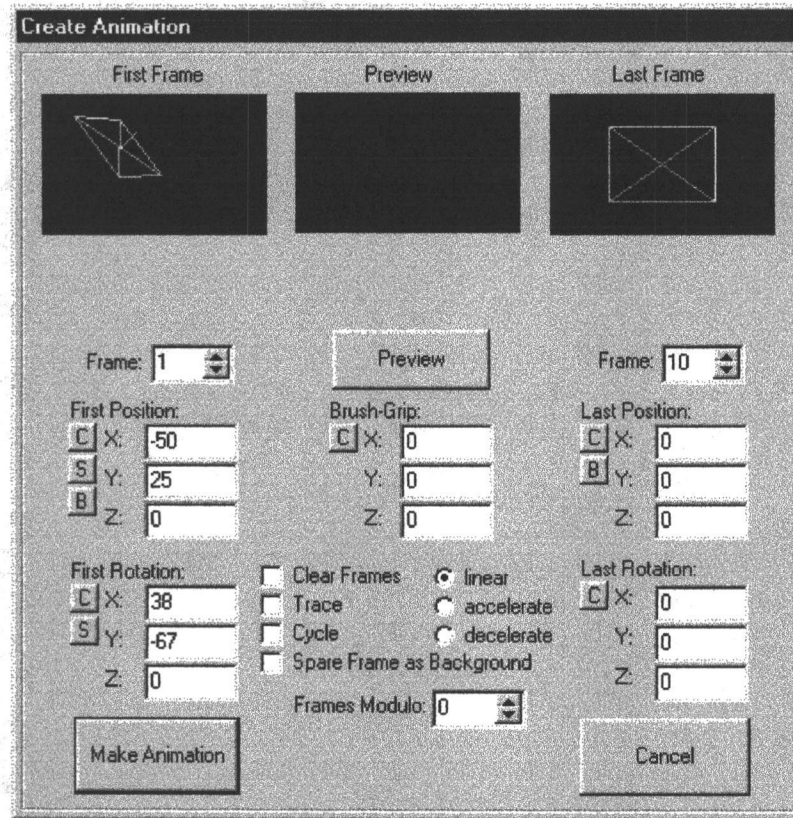 Create Animation
First Frame Preview Last Frame
Frame: 1 Preview Frame: 10
First Position: Brush-Grip: Last Position:
C X: -50 C X: 0 C X: 0
S Y: 25 Y: 0 B Y: 0
B Z: 0 Z: 0 Z: 0
First Rotation: Clear Frames linear Last Rotation:
C X: 38 Trace accelerate C X: 0
S Y: -67 Cycle decelerate Y: 0
Z: 0 Spare Frame as Background Z: 0
Frames Modulo: 0
Make Animation Cancel